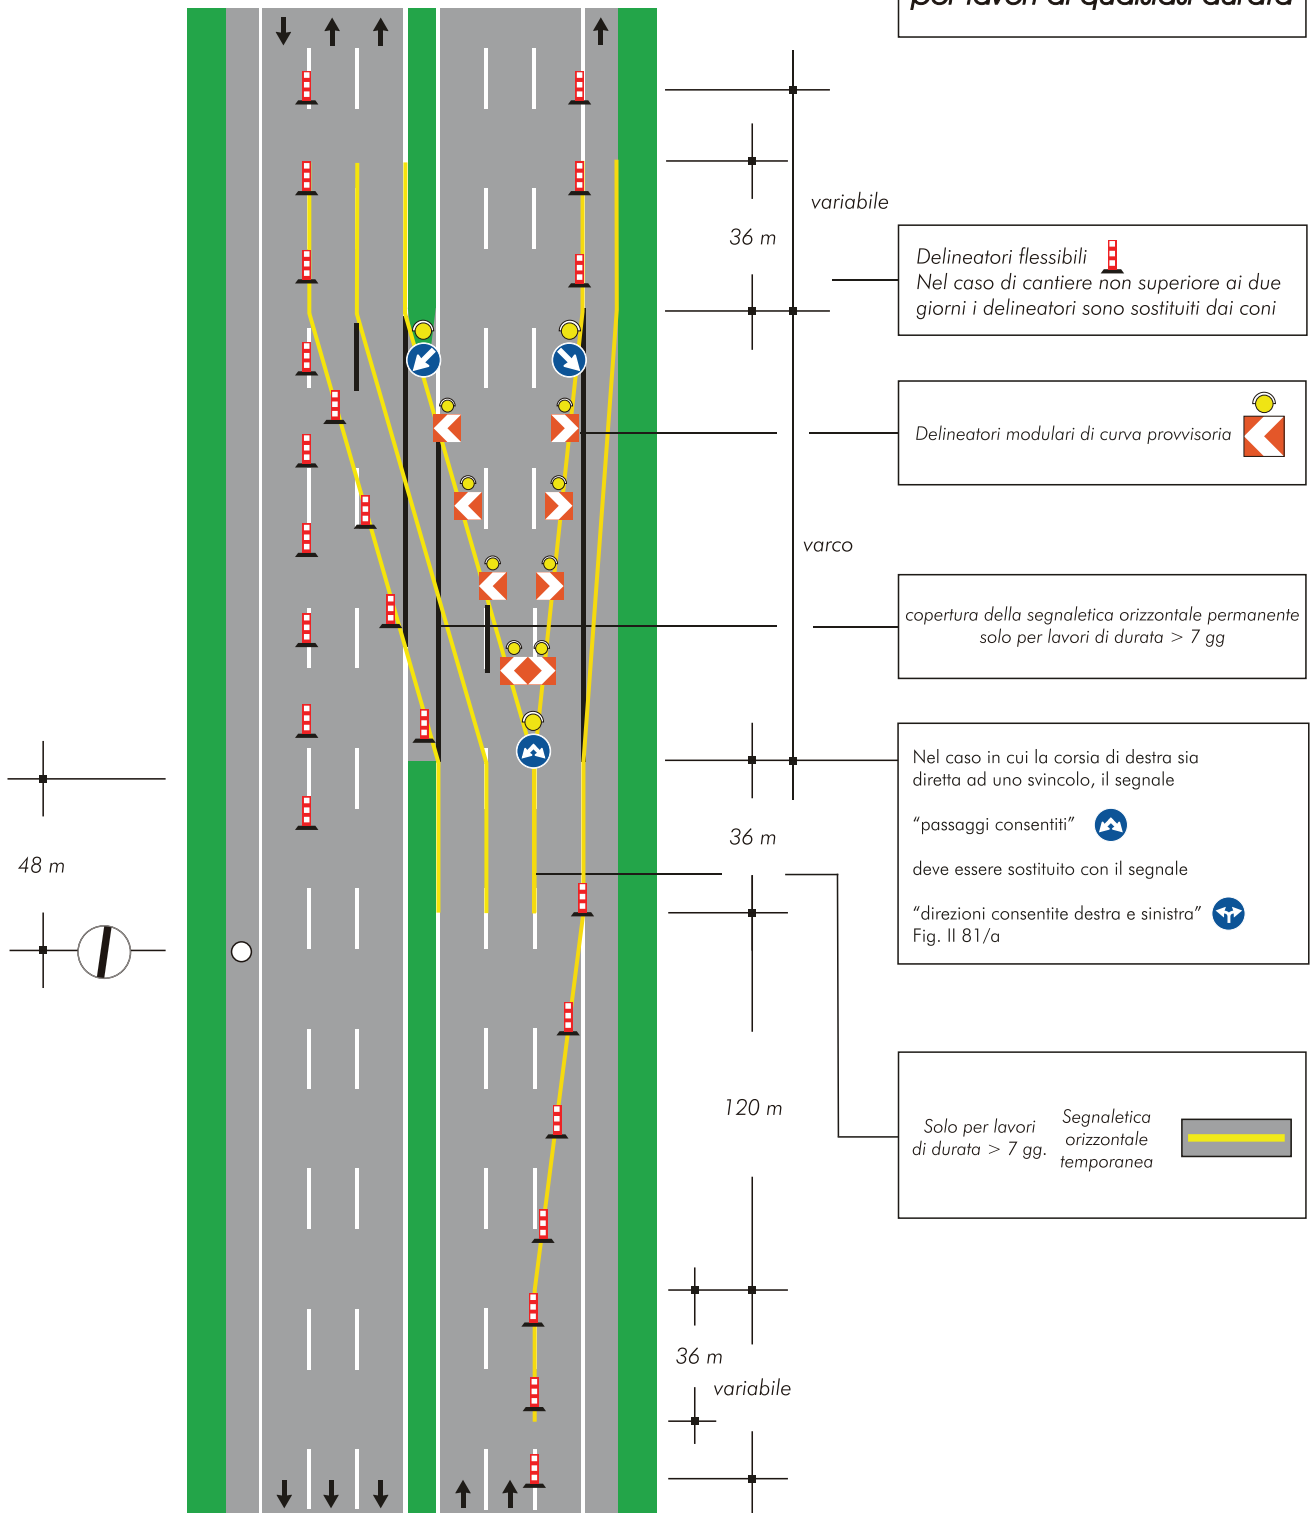 per lavori di qualsiasi durata
variabile
36 m
Delineatori flessibili
Nel caso di cantiere non superiore ai due
giorni i delineatori sono sostituiti dai coni
Delineatori modulari di curva provvisoria
varco
copertura della segnaletica orizzontale permanente
solo per lavori di durata > 7 gg
Nel caso in cui la corsia di destra sia
diretta ad uno svincolo, il segnale
“passaggi consentiti”
deve essere sostituito con il segnale
“direzioni consentite destra e sinistra”
Fig. II 81/a
36 m
48 m
120 m
Solo per lavori
di durata > 7 gg.
Segnaletica
orizzontale
temporanea
36 m
variabile